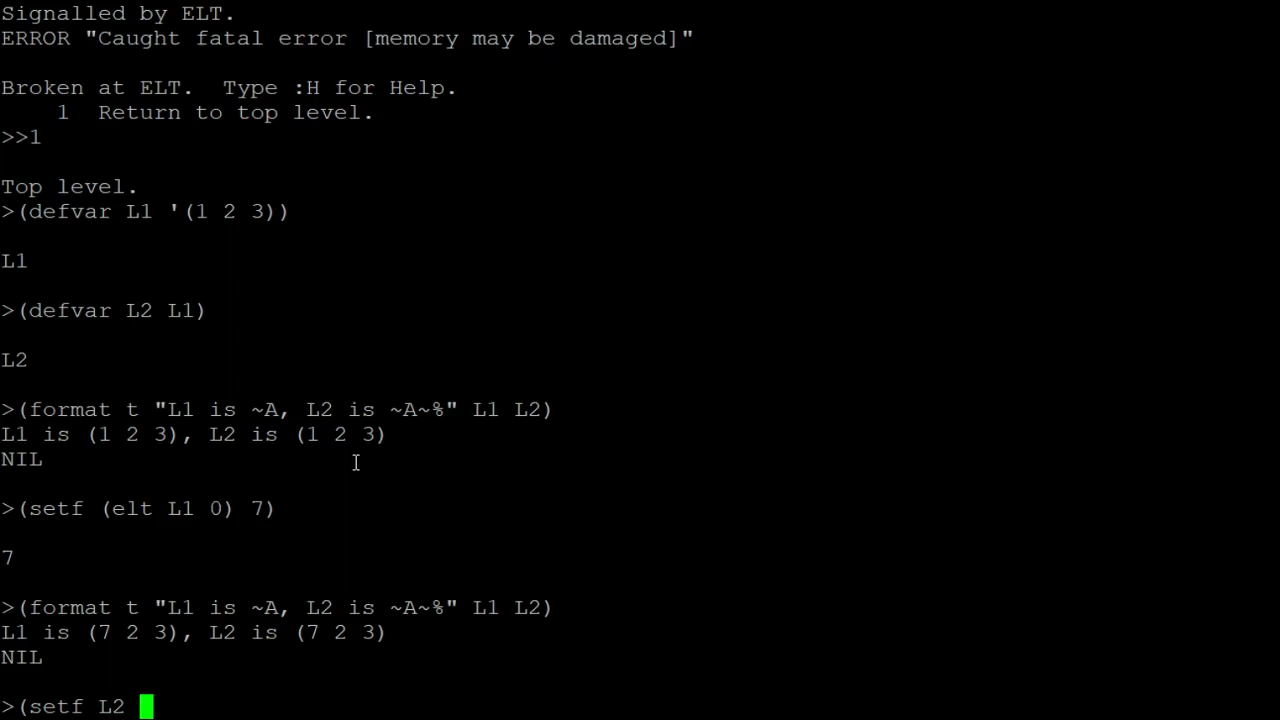 Signalled by ELT.
ERROR "Caught fatal error [memory may be damaged]"
Broken at ELT.  Type :H for Help.
    1  Return to top level.
>>1
Top level.
>(defvar L1 '(1 2 3))
L1
>(defvar L2 L1)
L2
>(format t "L1 is ~A, L2 is ~A~%" L1 L2)
L1 is (1 2 3), L2 is (1 2 3)
NIL
>(setf (elt L1 0) 7)
7
>(format t "L1 is ~A, L2 is ~A~%" L1 L2)
L1 is (7 2 3), L2 is (7 2 3)
NIL
>(setf L2